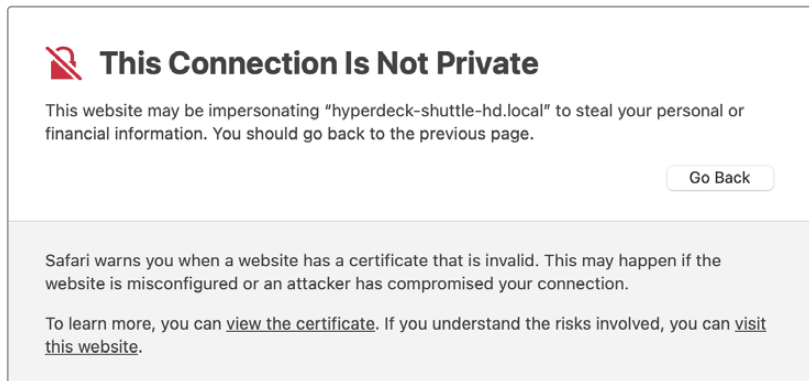 This Connection Is Not Private
This website may be impersonating “hyperdeck-shuttle-hd.local” to steal your personal or
financial information. You should go back to the previous page.
Go Back
Safari warns you when a website has a certificate that is invalid. This may happen if the
website is misconfigured or an attacker has compromised your connection.
To learn more, you can view the certificate. If you understand the risks involved, you can visit
this website.